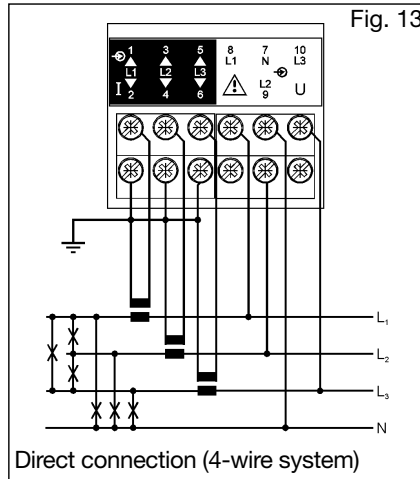 Fig. 13
1 3 5 8 7 10
L1 N L3
L1 L2 L3
L2
I 2 4 6 9 U
L₁
L₂
L₃
N
Direct connection (4-wire system)